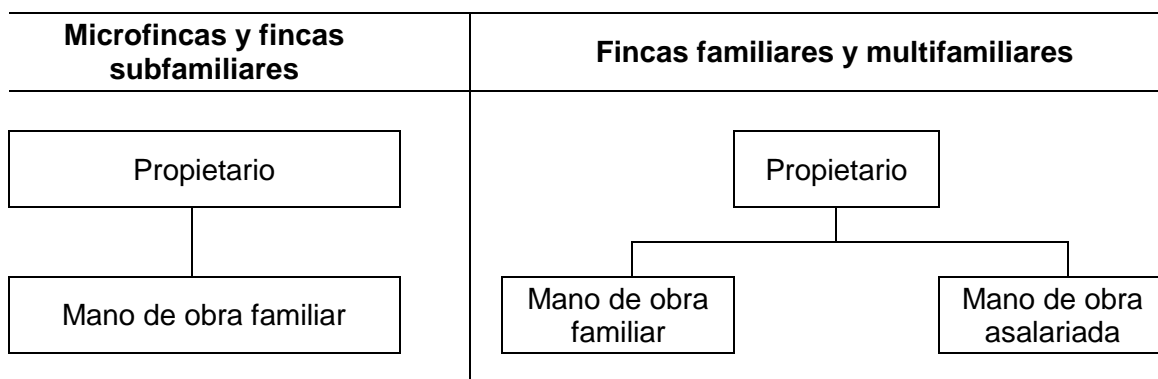 Microfincas y fincas
subfamiliares
Fincas familiares y multifamiliares
Propietario
Mano de obra familiar
Propietario
Mano de obra
familiar
Mano de obra
asalariada